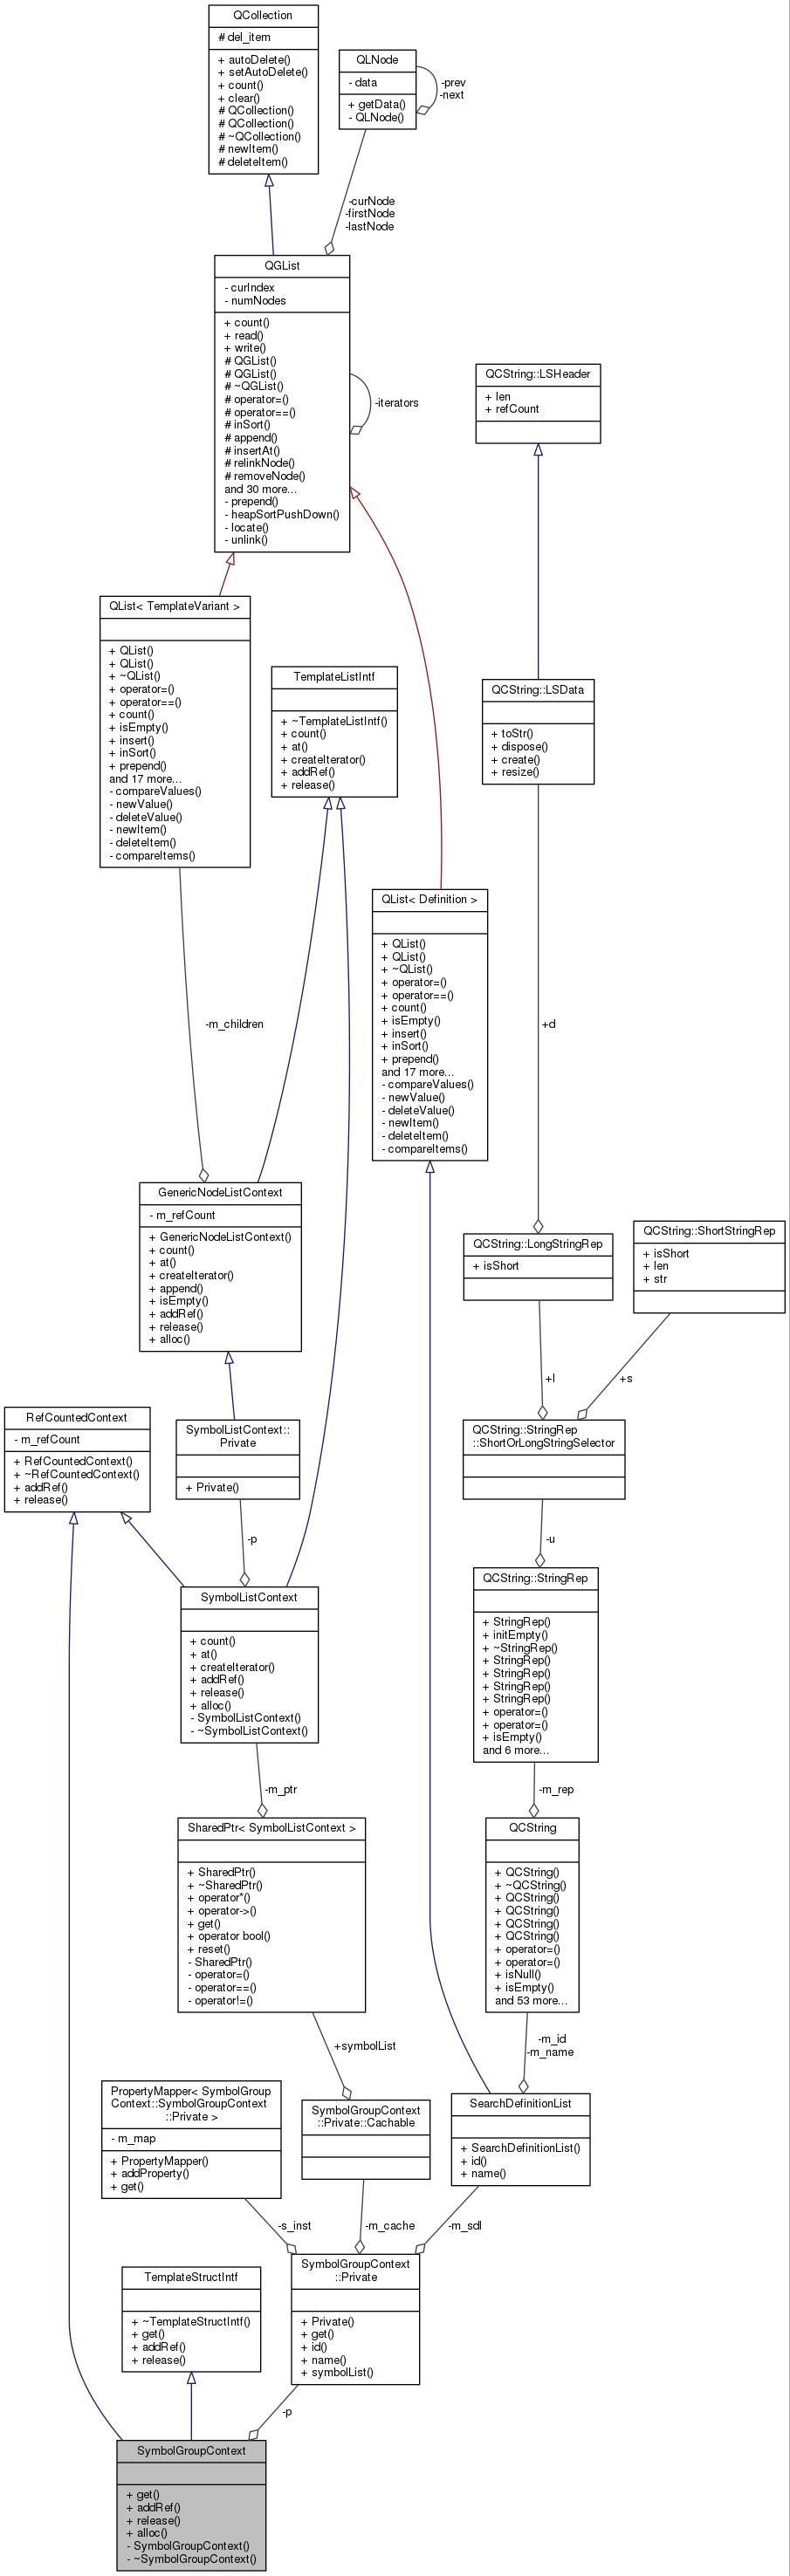 QCollection
# del_item
+ autoDelete()
+ setAutoDelete()
+ count()
+ clear()
# QCollection()
# QCollection()
# ~QCollection()
# newItem()
# deleteItem()
QLNode
- data
+ getData()
- QLNode()
-prev
-next
-curNode
-firstNode
-lastNode
QGList
- curIndex
- numNodes
+ count()
+ read()
+ write()
# QGList()
# QGList()
# ~QGList()
# operator=()
# operator==()
# inSort()
# append()
# insertAt()
# relinkNode()
# removeNode()
and 30 more...
- prepend()
- heapSortPushDown()
- locate()
- unlink()
-iterators
QCString::LSHeader
+ len
+ refCount
QList< TemplateVariant >
+ QList()
+ QList()
+ ~QList()
+ operator=()
+ operator==()
+ count()
+ isEmpty()
+ insert()
+ inSort()
+ prepend()
and 17 more...
- compareValues()
- newValue()
- deleteValue()
- newItem()
- deleteItem()
- compareItems()
TemplateListIntf
+ ~TemplateListIntf()
+ count()
+ at()
+ createIterator()
+ addRef()
+ release()
QCString::LSData
+ toStr()
+ dispose()
+ create()
+ resize()
QList< Definition >
+ QList()
+ QList()
+ ~QList()
+ operator=()
+ operator==()
+ count()
+ isEmpty()
+ insert()
+ inSort()
+ prepend()
and 17 more...
- compareValues()
- newValue()
- deleteValue()
- newItem()
- deleteItem()
- compareItems()
-m_children
+d
GenericNodeListContext
- m_refCount
+ GenericNodeListContext()
+ count()
+ at()
+ createIterator()
+ append()
+ isEmpty()
+ addRef()
+ release()
+ alloc()
QCString::LongStringRep
+ isShort
QCString::ShortStringRep
+ isShort
+ len
+ str
+l
+s
RefCountedContext
- m_refCount
+ RefCountedContext()
+ ~RefCountedContext()
+ addRef()
+ release()
SymbolListContext::
Private
+ Private()
QCString::StringRep
::ShortOrLongStringSelector
-p
-u
SymbolListContext
+ count()
+ at()
+ createIterator()
+ addRef()
+ release()
+ alloc()
- SymbolListContext()
- ~SymbolListContext()
QCString::StringRep
+ StringRep()
+ initEmpty()
+ ~StringRep()
+ StringRep()
+ StringRep()
+ StringRep()
+ StringRep()
+ operator=()
+ operator=()
+ isEmpty()
and 6 more...
-m_ptr
-m_rep
SharedPtr< SymbolListContext >
+ SharedPtr()
+ ~SharedPtr()
+ operator*()
+ operator->()
+ get()
+ operator bool()
+ reset()
- SharedPtr()
- operator=()
- operator==()
- operator!=()
QCString
+ QCString()
+ ~QCString()
+ QCString()
+ QCString()
+ QCString()
+ QCString()
+ operator=()
+ operator=()
+ isNull()
+ isEmpty()
and 53 more...
+symbolList
-m_id
-m_name
PropertyMapper< SymbolGroup
Context::SymbolGroupContext
::Private >
- m_map
+ PropertyMapper()
+ addProperty()
+ get()
SymbolGroupContext
::Private::Cachable
SearchDefinitionList
+ SearchDefinitionList()
+ id()
+ name()
-s_inst
-m_cache
-m_sdl
TemplateStructIntf
+ ~TemplateStructIntf()
+ get()
+ addRef()
+ release()
SymbolGroupContext
::Private
+ Private()
+ get()
+ id()
+ name()
+ symbolList()
-p
SymbolGroupContext
+ get()
+ addRef()
+ release()
+ alloc()
- SymbolGroupContext()
- ~SymbolGroupContext()